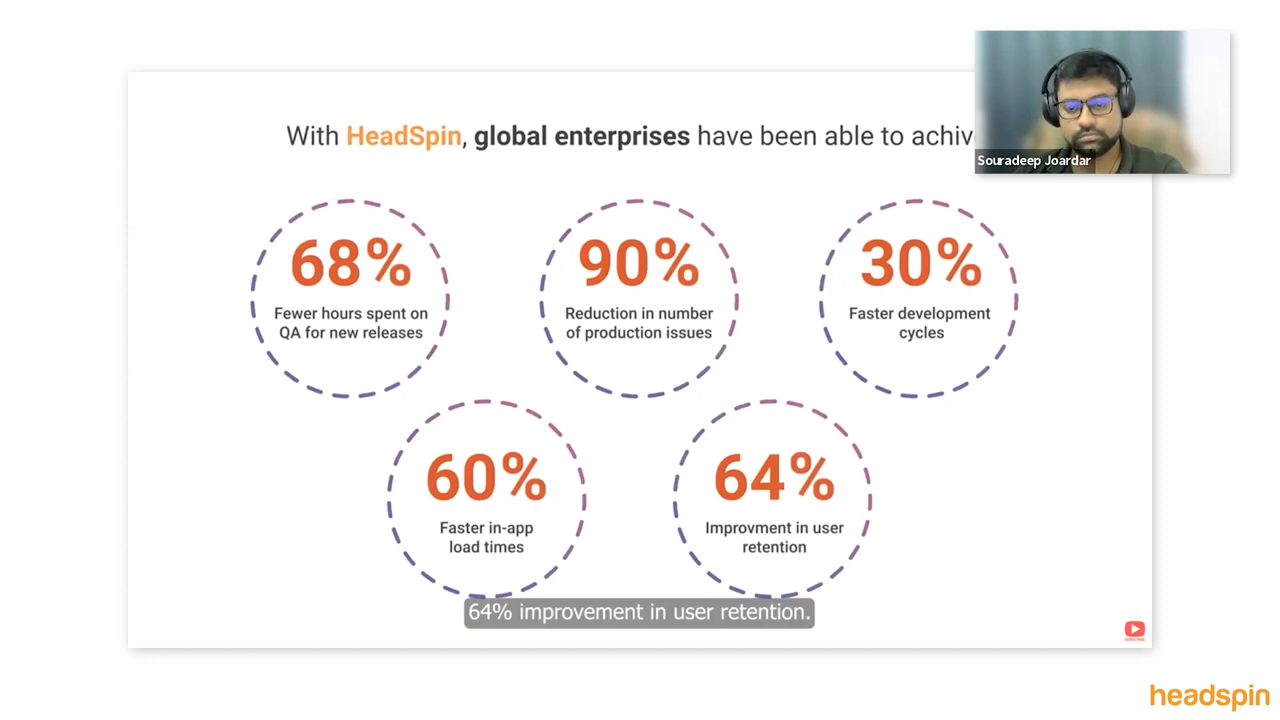 With HeadSpin, global enterprises have been able to achiv
Souradeep Joardar
68%
Fewer hours spent on
QA for new releases
90%
Reduction in number
of production issues
30%
Faster development
cycles
60%
Faster in-app
load times
64%
Improvment in user
retention
64% improvement in user retention.
headspin